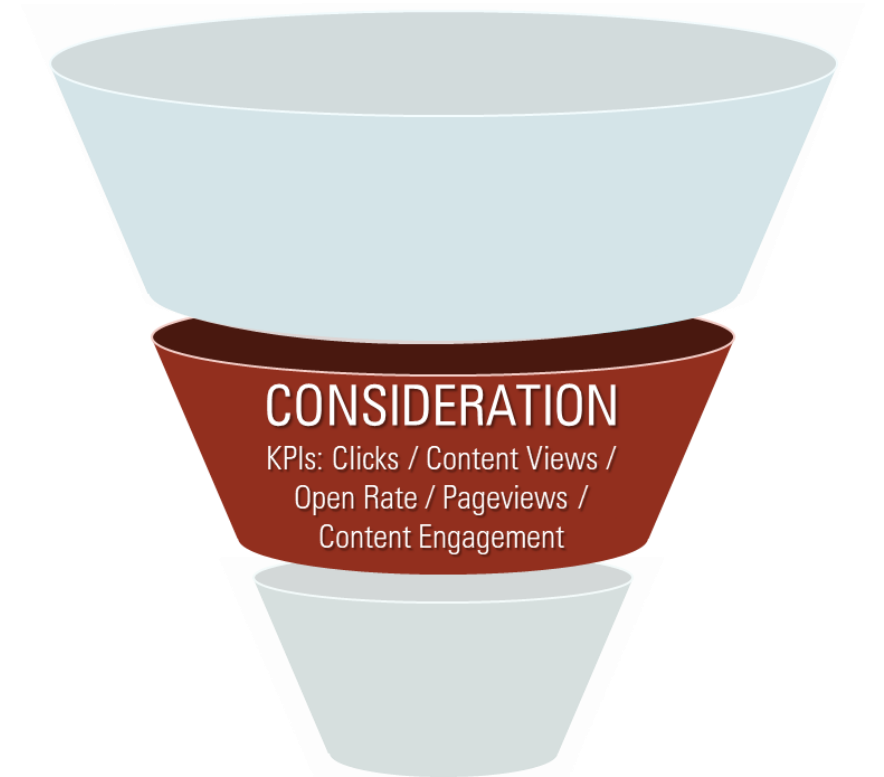 CONSIDERATION
KPIs: Clicks / Content Views /
Open Rate / Pageviews /
Content Engagement